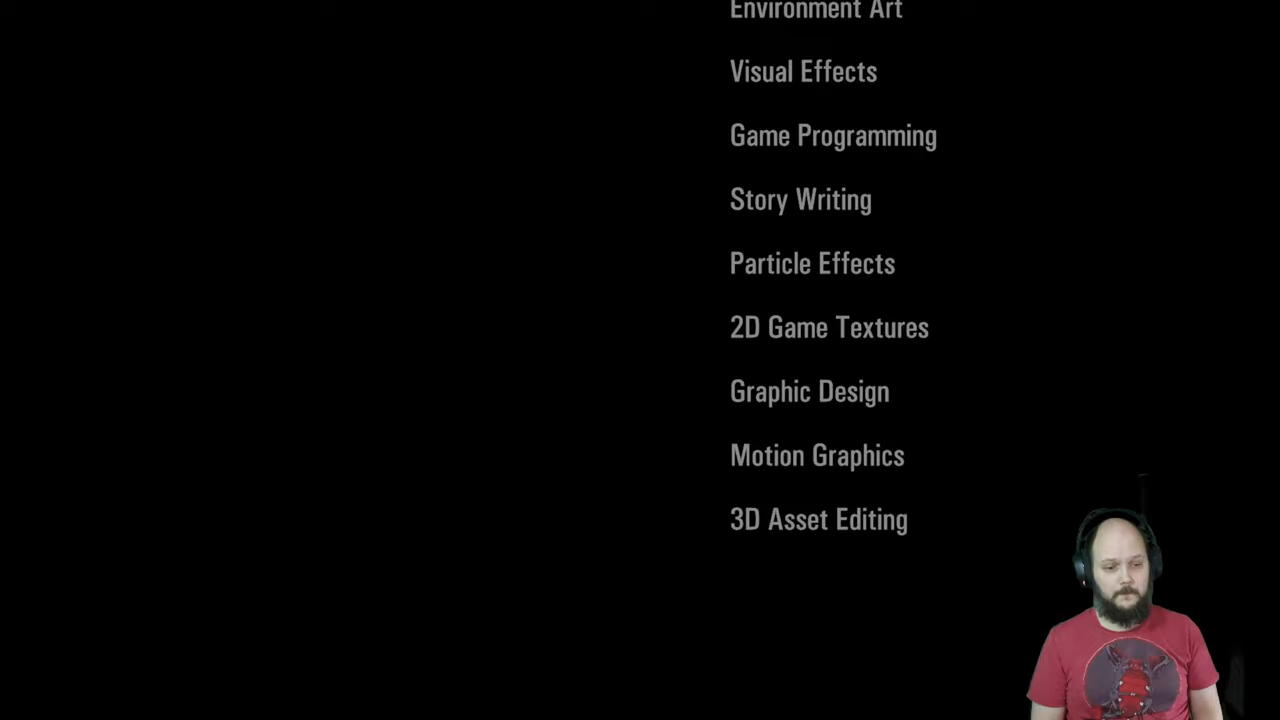 Environment Art
Visual Effects
Game Programming
Story Writing
Particle Effects
2D Game Textures
Graphic Design
Motion Graphics
3D Asset Editing